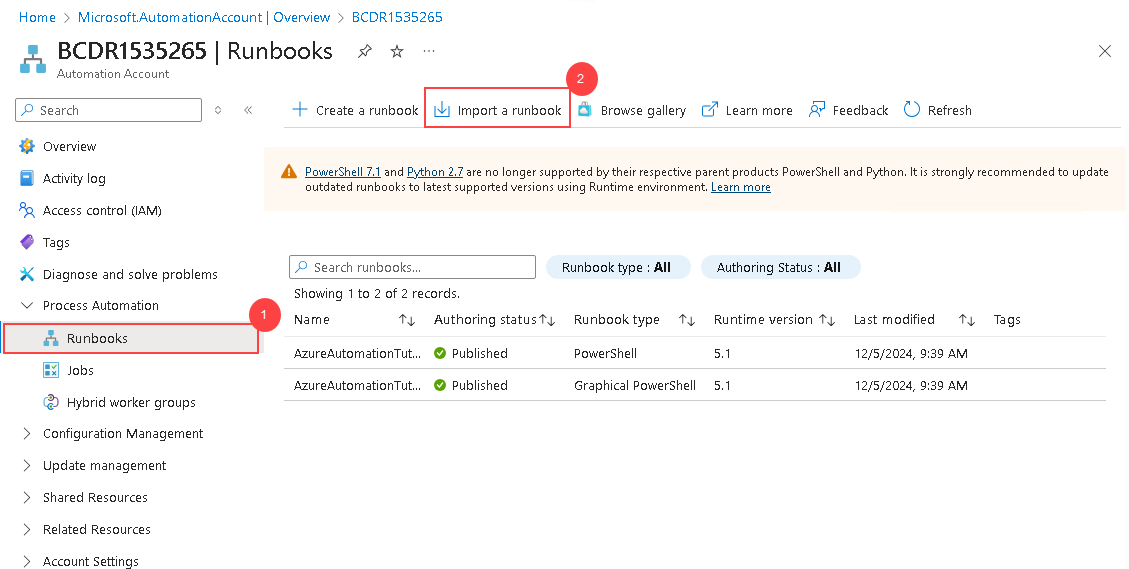 Home > Microsoft.AutomationAccount | Overview > BCDR1535265
BCDR1535265 | Runbooks ...
Automation Account
Search
2
Create a runbook Import a runbook Browse gallery Learn more Feedback Refresh
Overview
Activity log
Access control (IAM)
Tags
Diagnose and solve problems
Process Automation
1
Runbooks
Jobs
Hybrid worker groups
Configuration Management
Update management
Shared Resources
Related Resources
Account Settings
PowerShell 7.1 and Python 2.7 are no longer supported by their respective parent products PowerShell and Python. It is strongly recommended to update
outdated runbooks to latest supported versions using Runtime environment. Learn more
Search runbooks... Runbook type : All Authoring Status : All
Showing 1 to 2 of 2 records.
Name Authoring status Runbook type Runtime version Last modified Tags
AzureAutomationTut... Published PowerShell 5.1 12/5/2024, 9:39 AM
AzureAutomationTut... Published Graphical PowerShell 5.1 12/5/2024, 9:39 AM